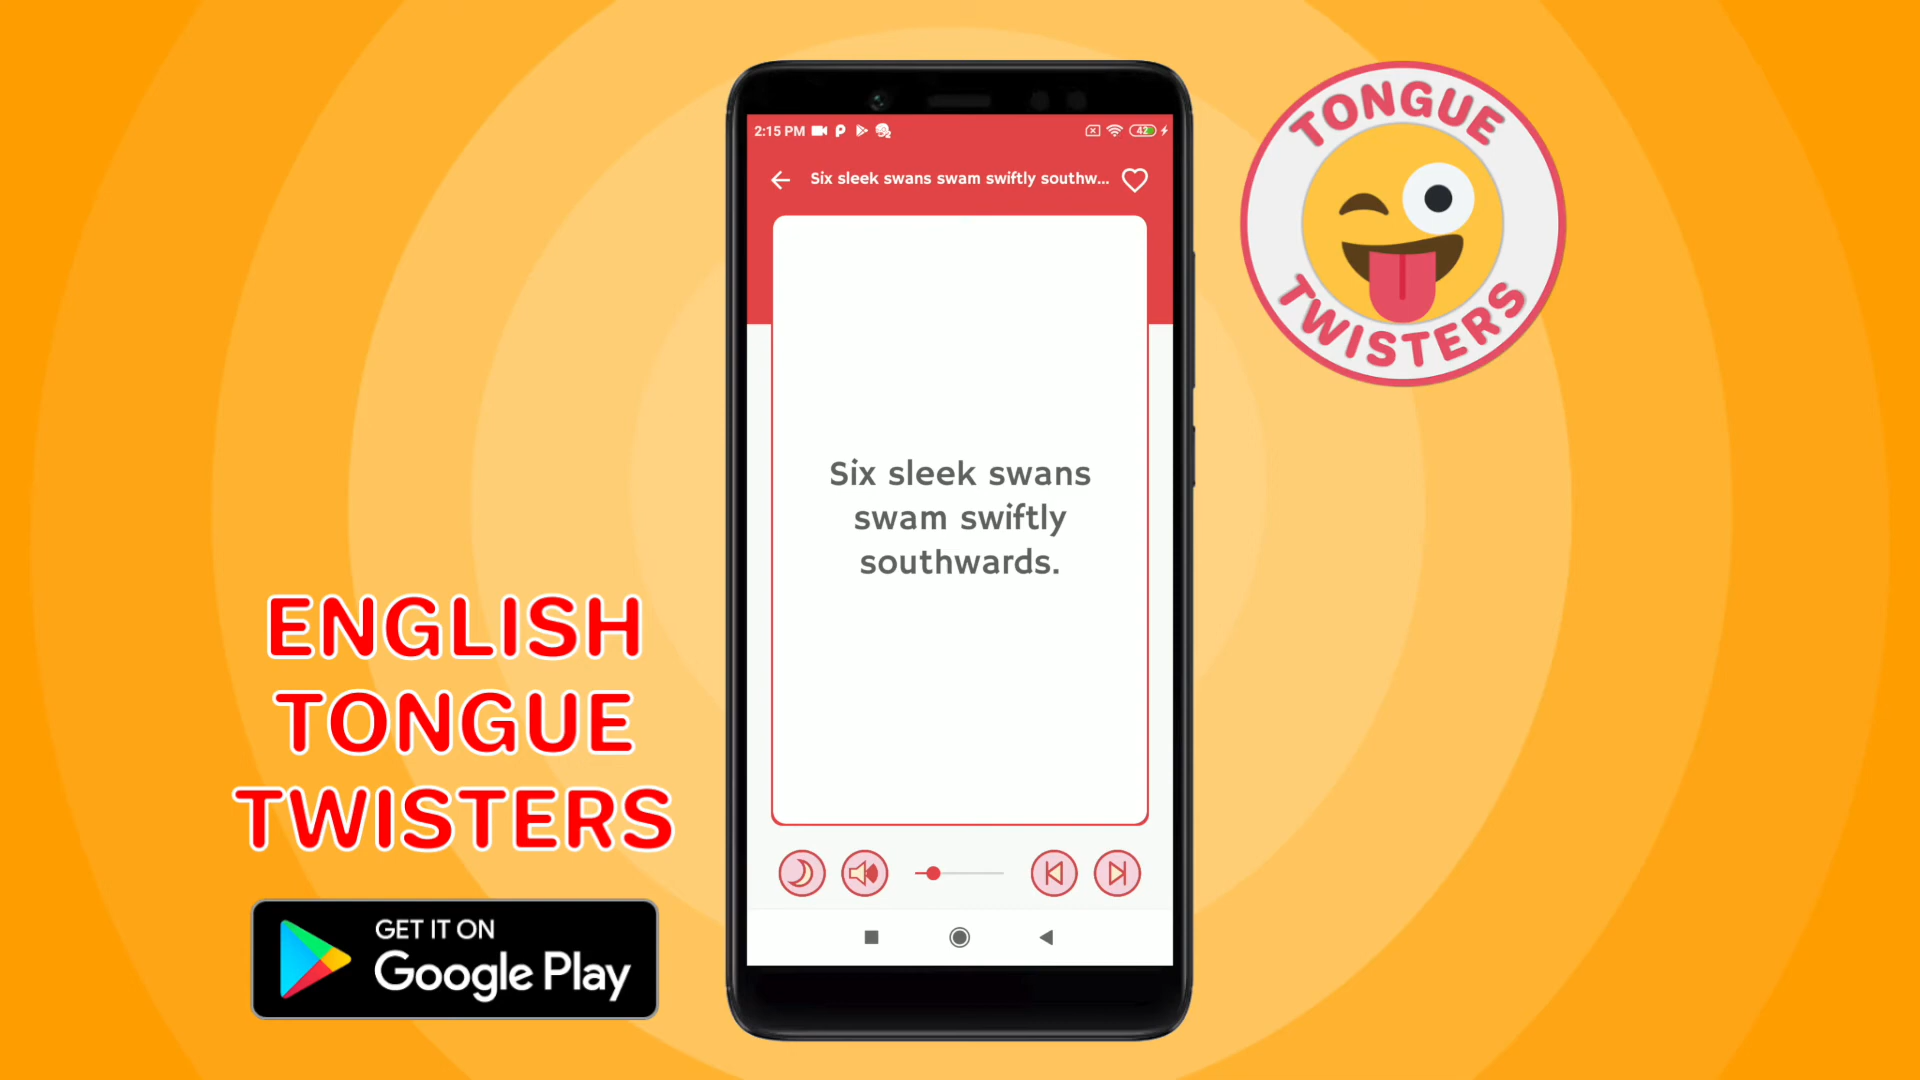 2:15 PM
42
Six sleek swans swam swiftly southw...
Six sleek swans
swam swiftly
southwards.
TONGUE
TWISTERS
ENGLISH
TONGUE
TWISTERS
GET IT ON
Google Play